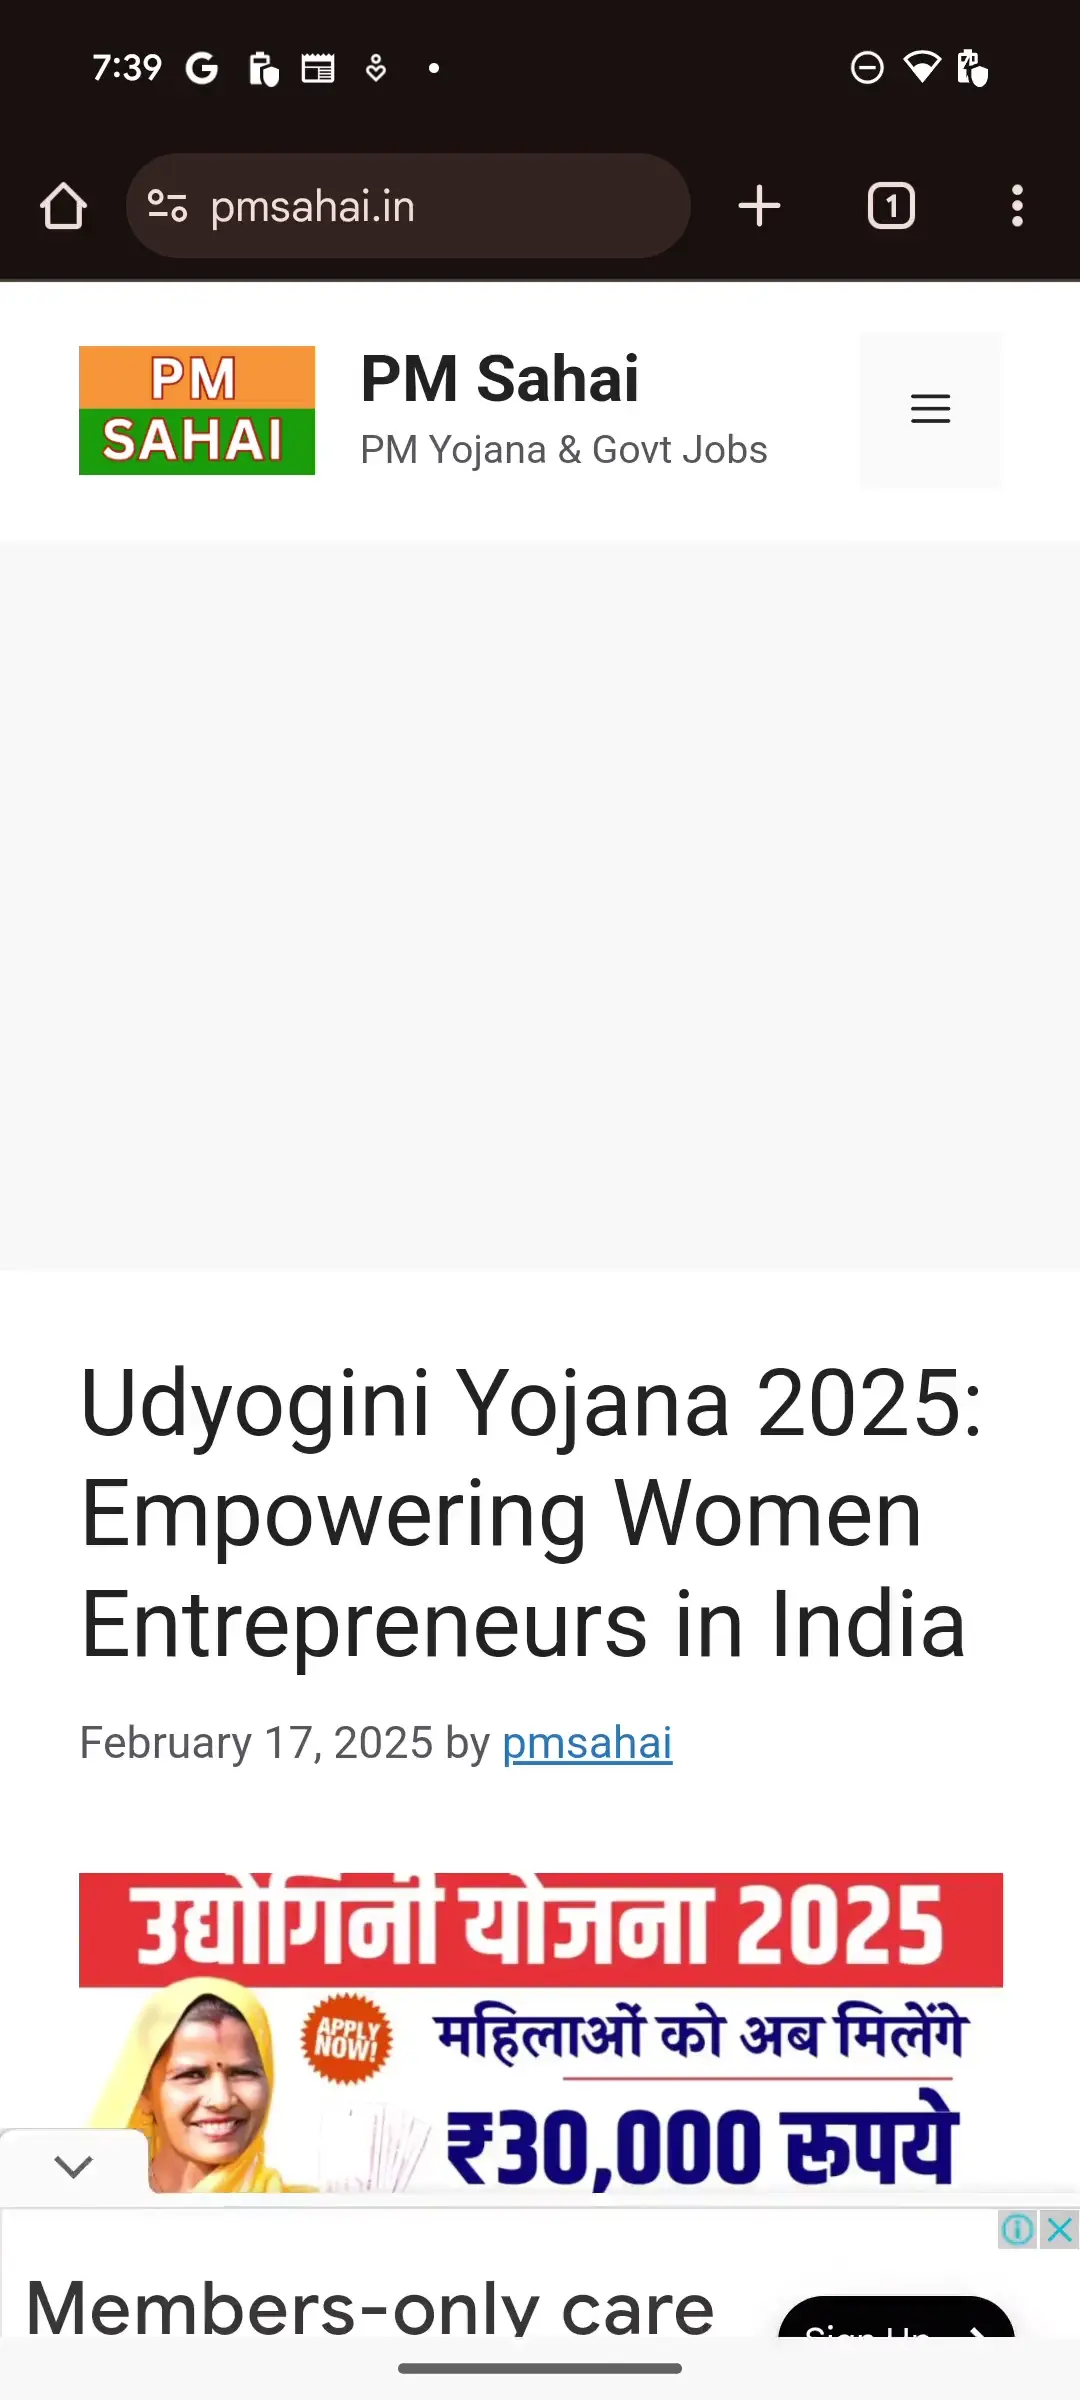 7:39
pmsahai.in
1
PM
SAHAI
PM Sahai
PM Yojana & Govt Jobs
Udyogini Yojana 2025:
Empowering Women
Entrepreneurs in India
February 17, 2025 by pmsahai
उद्योगिनी योजना 2025
APPLY
NOW!
महिलाओं को अब मिलेंगे
₹30,000 रूपये
Members-only care
Sign Up